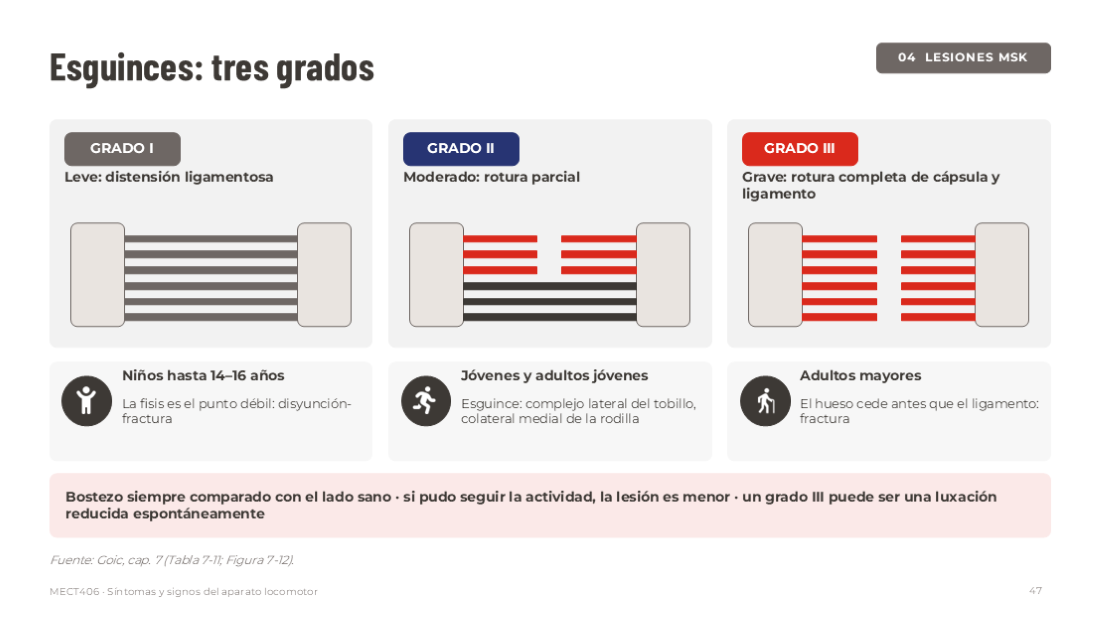 Esguinces: tres grados
04 LESIONES MSK
GRADO I
Leve: distensión ligamentosa
GRADO II
Moderado: rotura parcial
GRADO III
Grave: rotura completa de cápsula y
ligamento
Niños hasta 14–16 años
La fisis es el punto débil: disyunción-
fractura
Jóvenes y adultos jóvenes
Esguince: complejo lateral del tobillo,
colateral medial de la rodilla
Adultos mayores
El hueso cede antes que el ligamento:
fractura
Bostezo siempre comparado con el lado sano · si pudo seguir la actividad, la lesión es menor · un grado III puede ser una luxación
reducida espontáneamente
Fuente: Goic, cap. 7 (Tabla 7-11; Figura 7-12).
MECT406 · Síntomas y signos del aparato locomotor
47